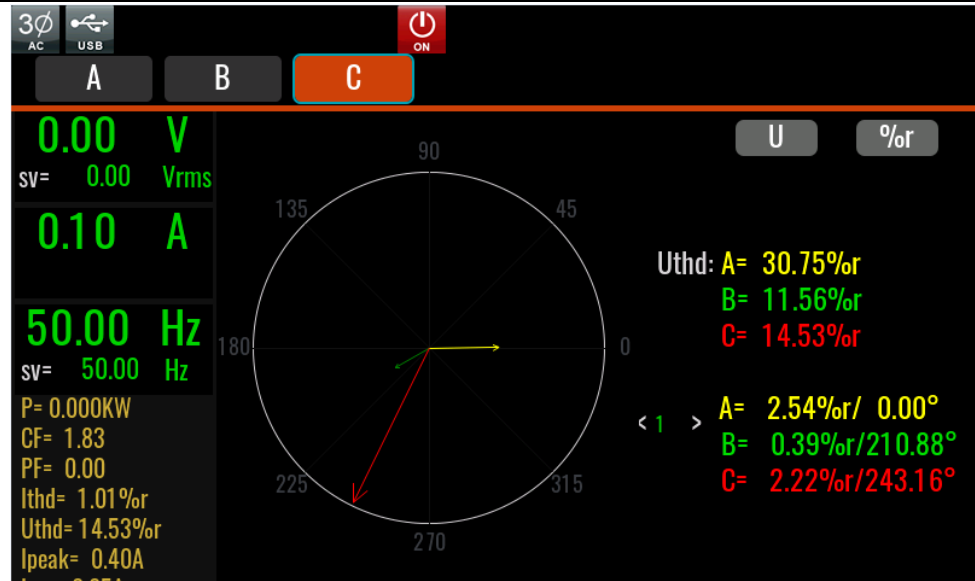 3Ø AC USB ON
A B C
0.00 V
sv= 0.00 Vrms
0.10 A
50.00 Hz
sv= 50.00 Hz
P= 0.000KW
CF= 1.83
PF= 0.00
Ithd= 1.01%r
Uthd= 14.53%r
Ipeak= 0.40A
90
135
45
180
0
225
315
270
U %r
Uthd: A= 30.75%r
B= 11.56%r
C= 14.53%r
< 1 >
A= 2.54%r/ 0.00°
B= 0.39%r/210.88°
C= 2.22%r/243.16°